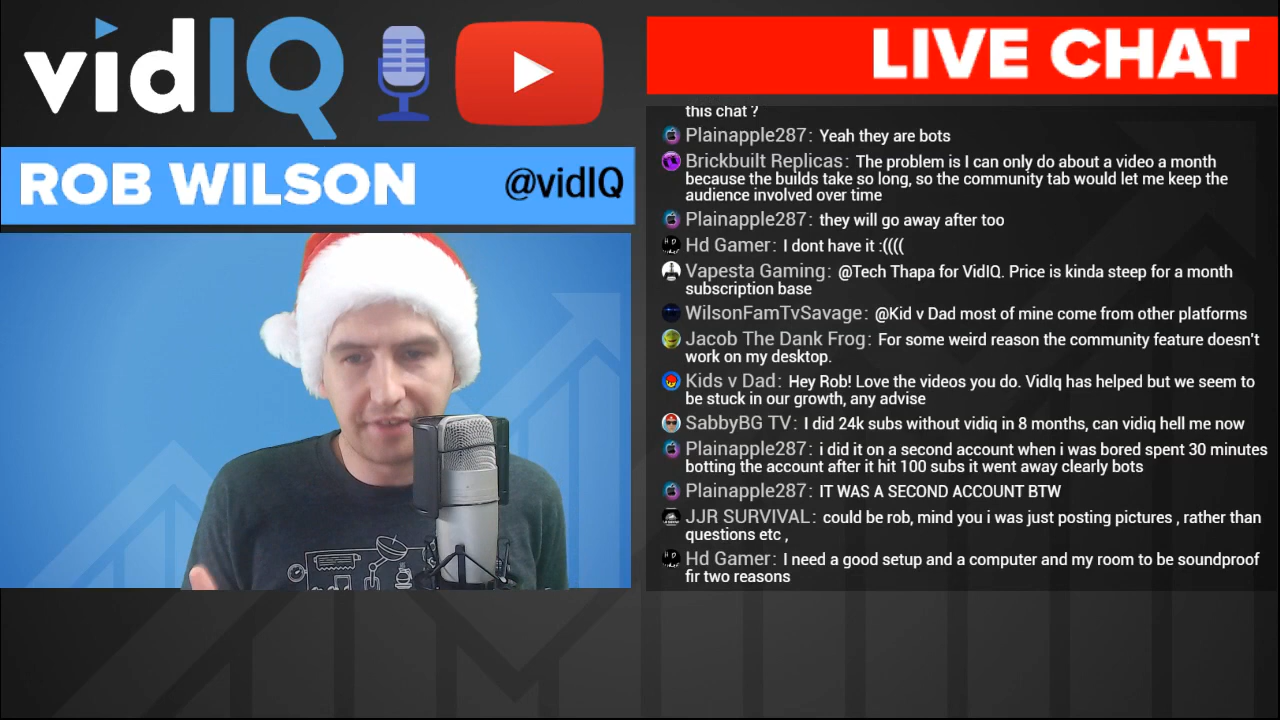 vidIQ
ROB WILSON
@vidIQ
LIVE CHAT
this chat ?
Plainapple287: Yeah they are bots
Brickbuilt Replicas: The problem is I can only do about a video a month
because the builds take so long, so the community tab would let me keep the
audience involved over time
Plainapple287: they will go away after too
Hd Gamer: I dont have it :((((
Vapesta Gaming: @Tech Thapa for VidIQ. Price is kinda steep for a month
subscription base
WilsonFamTvSavage: @Kid v Dad most of mine come from other platforms
Jacob The Dank Frog: For some weird reason the community feature doesn't
work on my desktop.
Kids v Dad: Hey Rob! Love the videos you do. VidIq has helped but we seem to
be stuck in our growth, any advise
SabbyBG TV: I did 24k subs without vidiq in 8 months, can vidiq hell me now
Plainapple287: i did it on a second account when i was bored spent 30 minutes
botting the account after it hit 100 subs it went away clearly bots
Plainapple287: IT WAS A SECOND ACCOUNT BTW
JJR SURVIVAL: could be rob, mind you i was just posting pictures , rather than
questions etc ,
Hd Gamer: I need a good setup and a computer and my room to be soundproof
fir two reasons